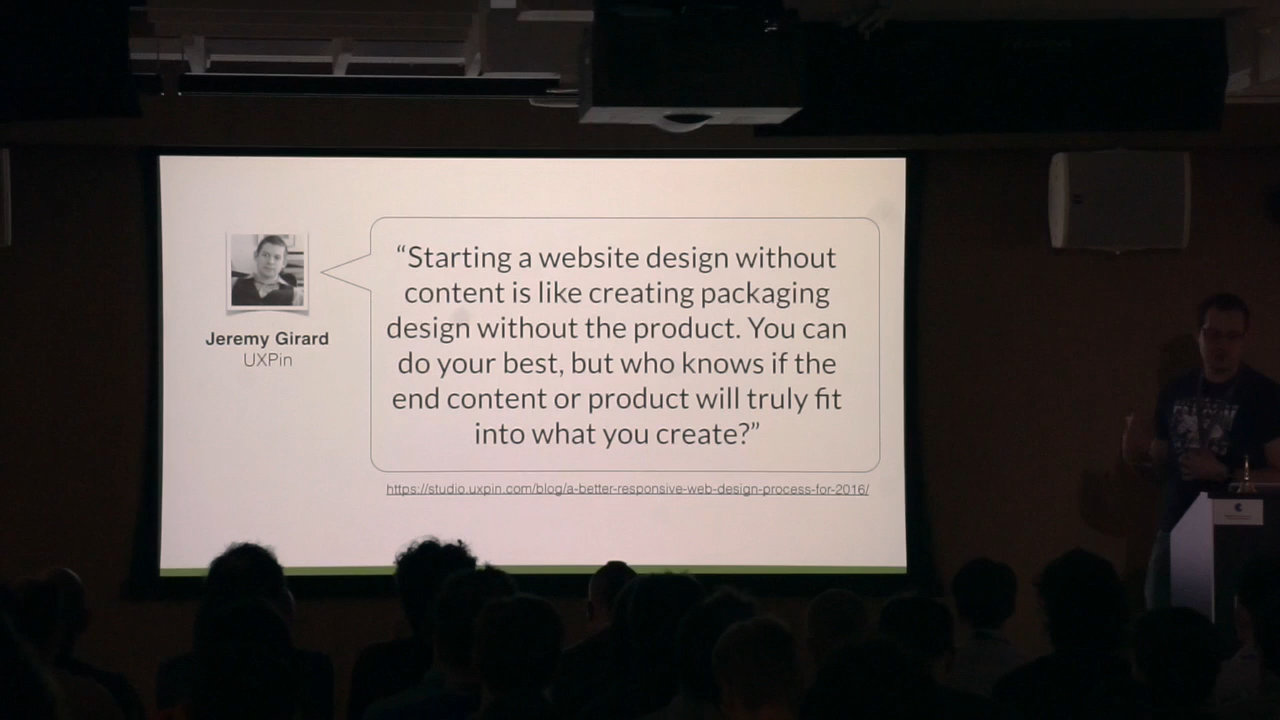 “Starting a website design without
content is like creating packaging
design without the product. You can
do your best, but who knows if the
end content or product will truly fit
into what you create?”
Jeremy Girard
UXPin
https://studio.uxpin.com/blog/a-better-responsive-web-design-process-for-2016/